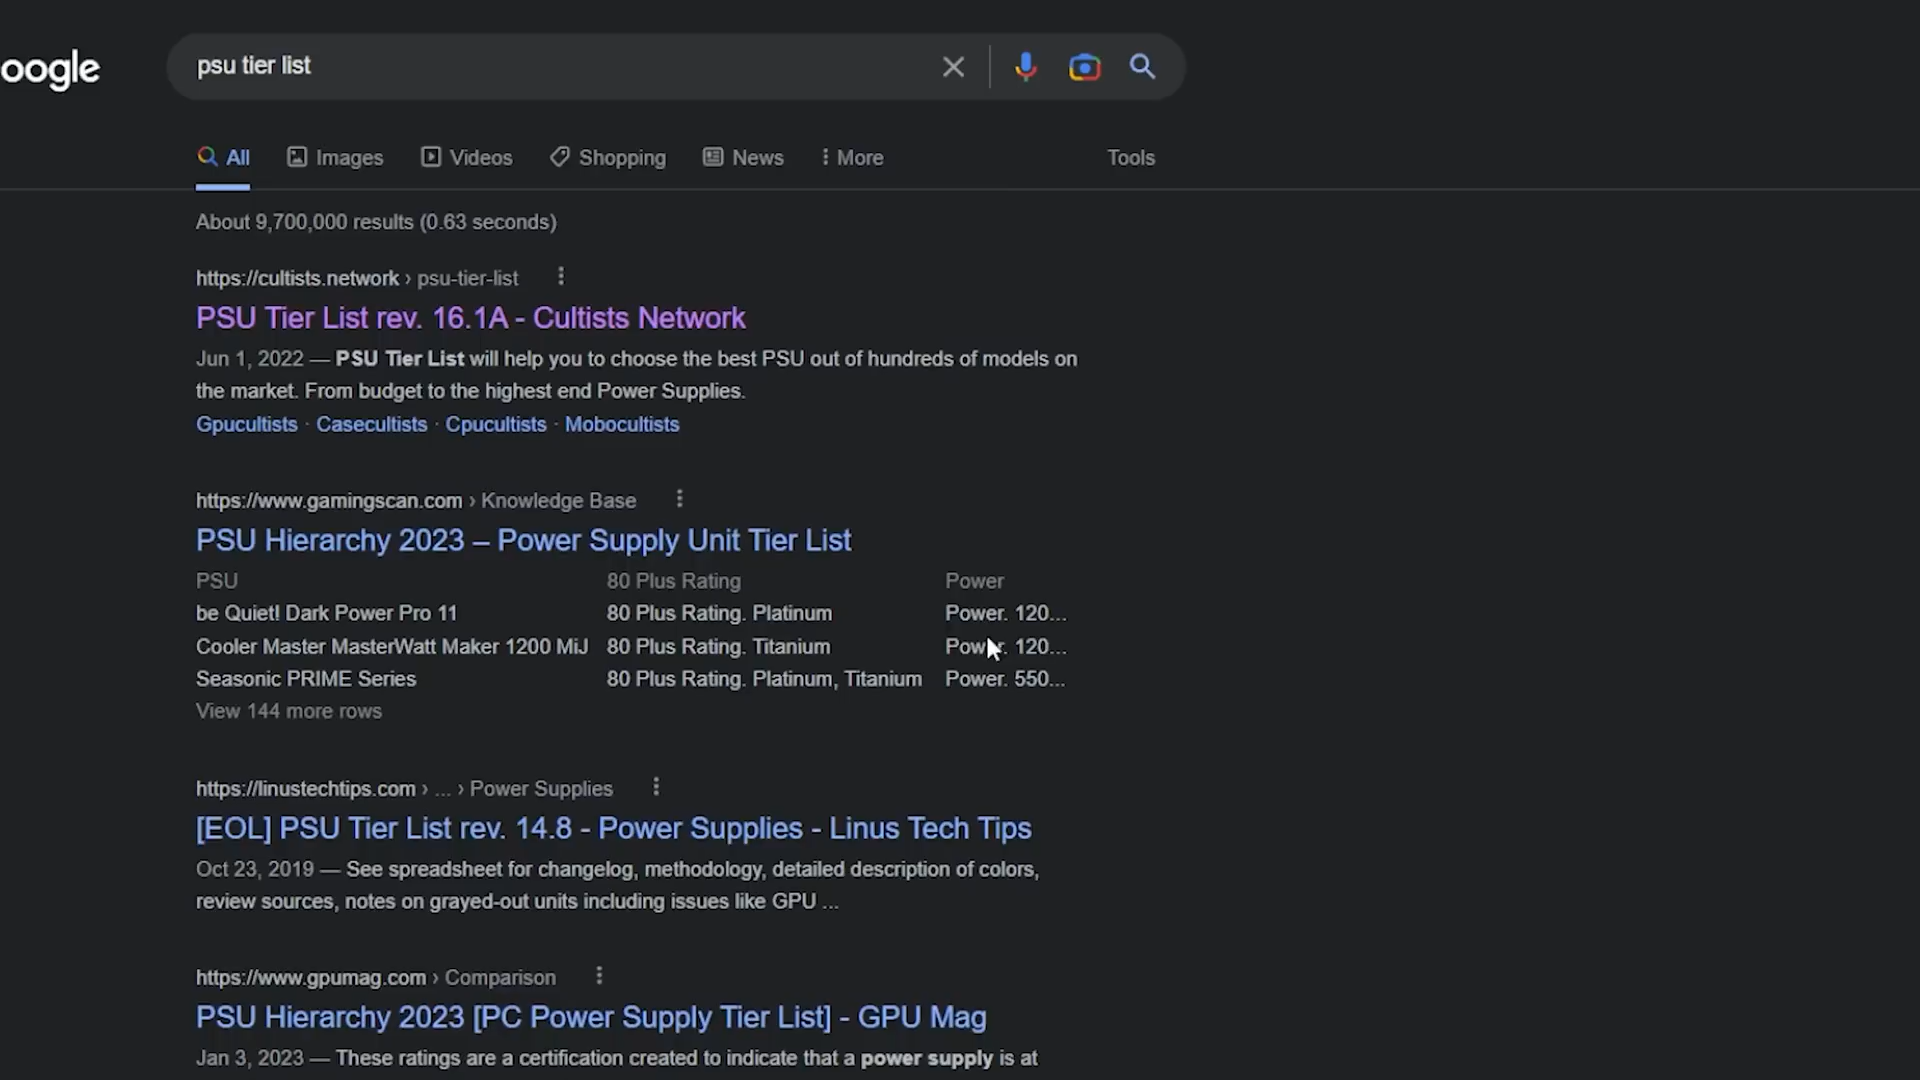 oogle
psu tier list
All Images Videos Shopping News More Tools
About 9,700,000 results (0.63 seconds)
https://cultists.network › psu-tier-list
PSU Tier List rev. 16.1A - Cultists Network
Jun 1, 2022 — PSU Tier List will help you to choose the best PSU out of hundreds of models on
the market. From budget to the highest end Power Supplies.
Gpucultists · Casecultists · Cpucultists · Mobocultists
https://www.gamingscan.com › Knowledge Base
PSU Hierarchy 2023 – Power Supply Unit Tier List
PSU 80 Plus Rating Power
be Quiet! Dark Power Pro 11 80 Plus Rating. Platinum Power. 120...
Cooler Master MasterWatt Maker 1200 MiJ 80 Plus Rating. Titanium Power. 120...
Seasonic PRIME Series 80 Plus Rating. Platinum, Titanium Power. 550...
View 144 more rows
https://linustechtips.com › ... › Power Supplies
[EOL] PSU Tier List rev. 14.8 - Power Supplies - Linus Tech Tips
Oct 23, 2019 — See spreadsheet for changelog, methodology, detailed description of colors,
review sources, notes on grayed-out units including issues like GPU ...
https://www.gpumag.com › Comparison
PSU Hierarchy 2023 [PC Power Supply Tier List] - GPU Mag
Jan 3, 2023 — These ratings are a certification created to indicate that a power supply is at